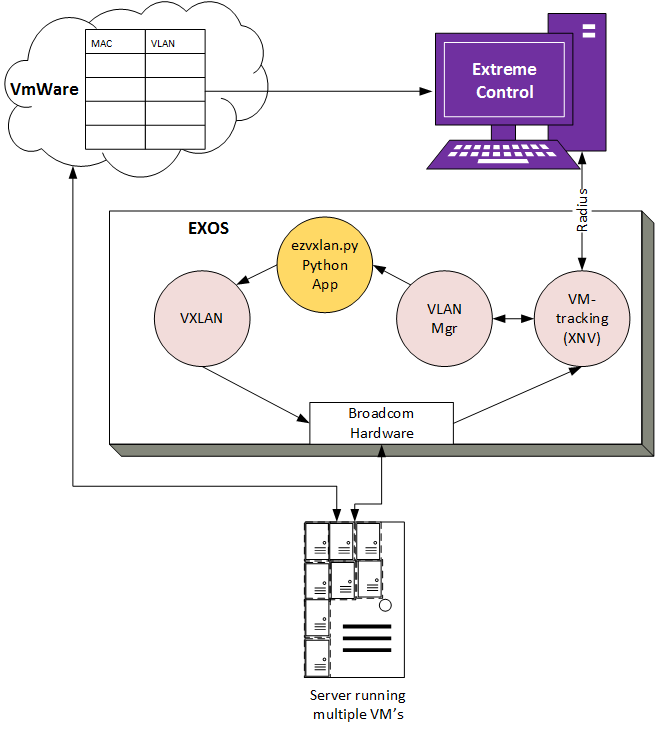 MAC VLAN
VmWare
Extreme
Control
Radius
EXOS
ezvxlan.py
Python
App
VXLAN
VLAN
Mgr
VM-
tracking
(XNV)
Broadcom
Hardware
Server running
multiple VM's